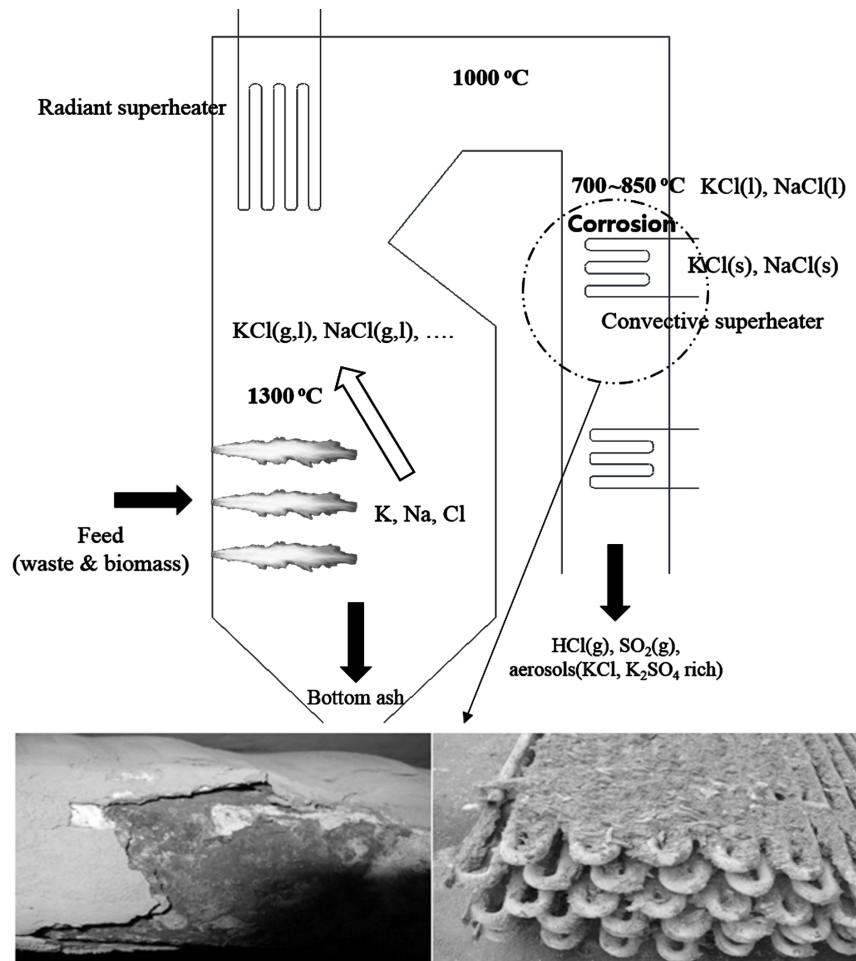 1000 ºC
Radiant superheater
700~850 ºC KCl(l), NaCl(l)
Corrosion
KCl(s), NaCl(s)
Convective superheater
KCl(g,l), NaCl(g,l), ….
1300 ºC
K, Na, Cl
Feed
(waste & biomass)
HCl(g), SO₂(g),
aerosols(KCl, K₂SO₄ rich)
Bottom ash